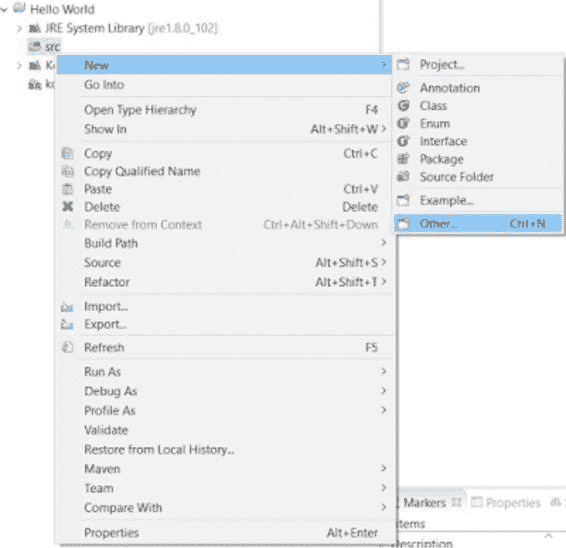 Hello World
JRE System Library [jre1.8.0_102]
src
New
Go Into
Open Type Hierarchy F4
Show In Alt+Shift+W
Copy Ctrl+C
Copy Qualified Name
Paste Ctrl+V
Delete Delete
Remove from Context Ctrl+Alt+Shift+Down
Build Path
Source Alt+Shift+S
Refactor Alt+Shift+T
Import...
Export...
Refresh F5
Run As
Debug As
Profile As
Validate
Restore from Local History...
Maven
Team
Compare With
Properties Alt+Enter
Project...
Annotation
Class
Enum
Interface
Package
Source Folder
Example...
Other... Ctrl+N
Markers Properties
items
Description